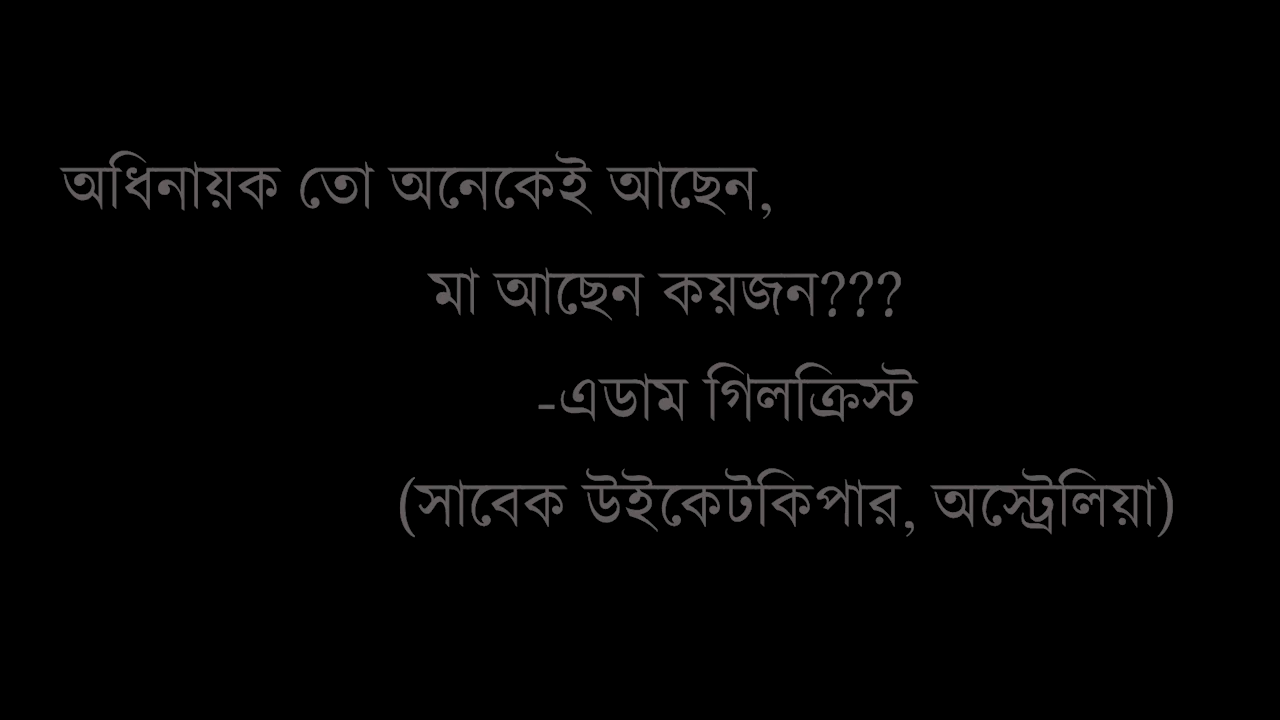 অধিনায়ক তো অনেকেই আছেন,
মা আছেন কয়জন???
-এডাম গিলক্রিস্ট
(সাবেক উইকেটকিপার, অস্ট্রেলিয়া)